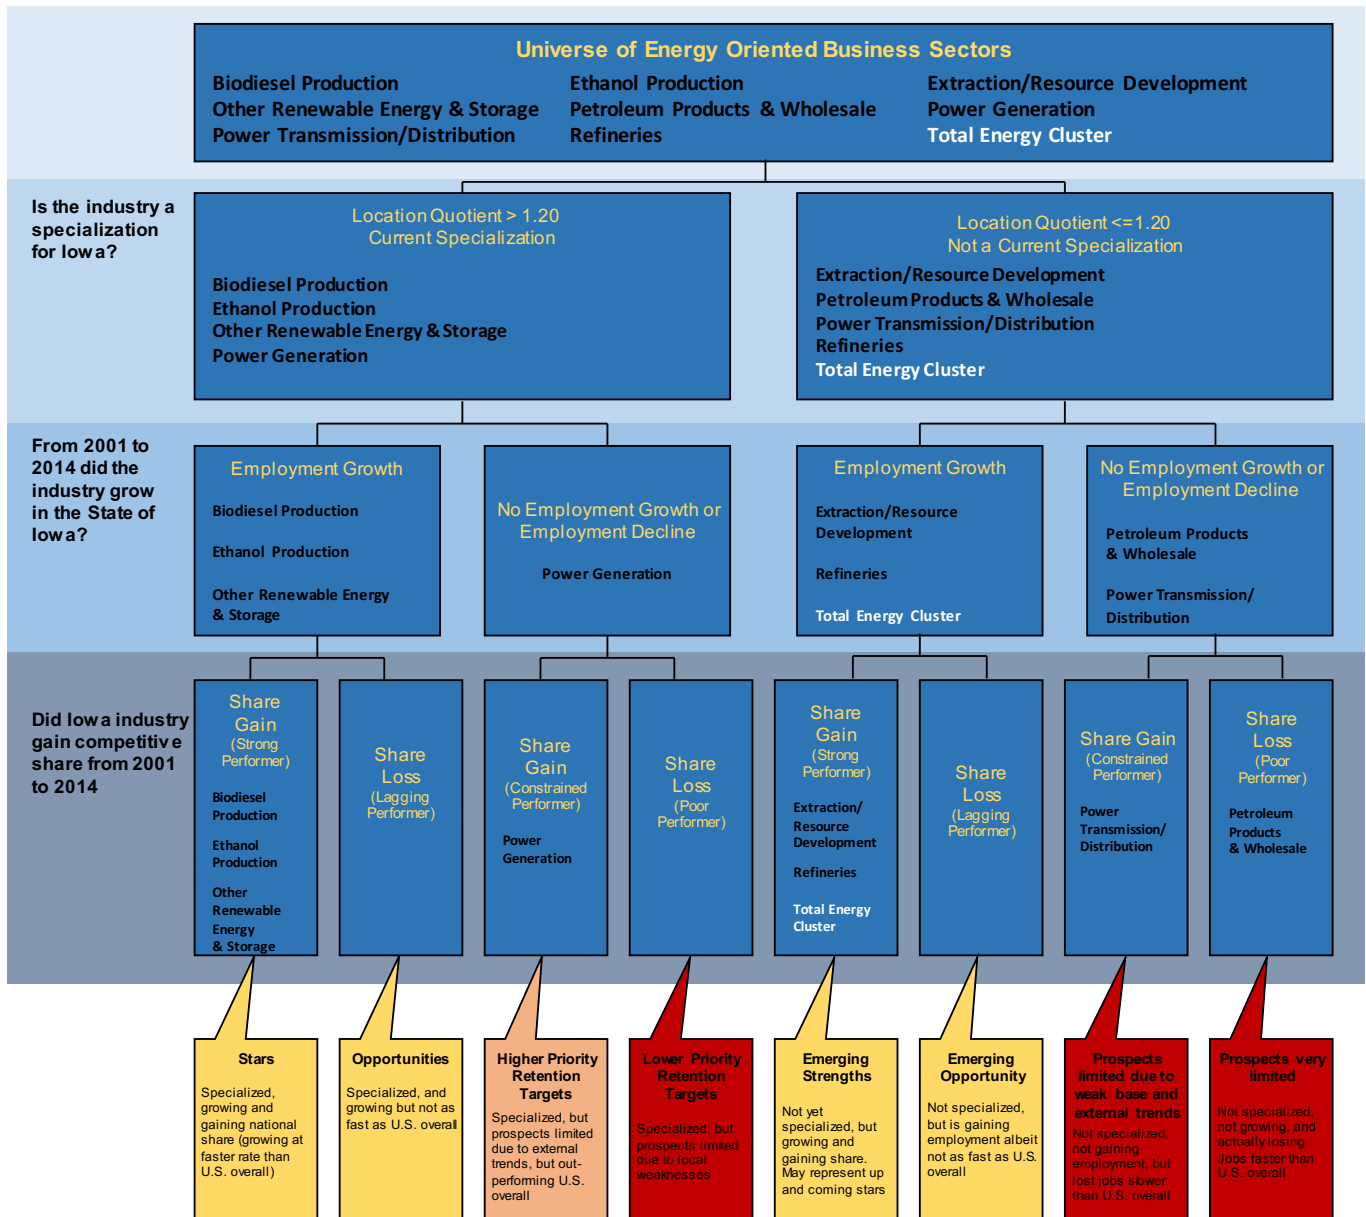 Universe of Energy Oriented Business Sectors
Biodiesel Production
Other Renewable Energy & Storage
Power Transmission/Distribution
Ethanol Production
Petroleum Products & Wholesale
Refineries
Extraction/Resource Development
Power Generation
Total Energy Cluster
Is the industry a
specialization
for Iowa?
Location Quotient > 1.20
Current Specialization
Biodiesel Production
Ethanol Production
Other Renewable Energy & Storage
Power Generation
Location Quotient <=1.20
Not a Current Specialization
Extraction/Resource Development
Petroleum Products & Wholesale
Power Transmission/Distribution
Refineries
Total Energy Cluster
From 2001 to
2014 did the
industry grow
in the State of
Iowa?
Employment Growth
Biodiesel Production
Ethanol Production
Other Renewable Energy
& Storage
No Employment Growth or
Employment Decline
Power Generation
Employment Growth
Extraction/Resource
Development
Refineries
Total Energy Cluster
No Employment Growth or
Employment Decline
Petroleum Products
& Wholesale
Power Transmission/
Distribution
Did Iowa industry
gain competitive
share from 2001
to 2014
Share
Gain
(Strong
Performer)
Biodiesel
Production
Ethanol
Production
Other
Renewable
Energy
& Storage
Share
Loss
(Lagging
Performer)
Share
Gain
(Constrained
Performer)
Power
Generation
Share
Loss
(Poor
Performer)
Share
Gain
(Strong
Performer)
Extraction/
Resource
Development
Refineries
Total Energy
Cluster
Share
Loss
(Lagging
Performer)
Share Gain
(Constrained
Performer)
Power
Transmission/
Distribution
Share
Loss
(Poor
Performer)
Petroleum
Products
& Wholesale
Stars
Specialized,
growing and
gaining national
share (growing at
faster rate than
U.S. overall)
Opportunities
Specialized, and
growing but not as
fast as U.S. overall
Higher Priority
Retention
Targets
Specialized, but
prospects limited
due to external
trends, but out-
performing U.S.
overall
Lower Priority
Retention
Targets
Specialized, but
prospects limited
due to local
weaknesses
Emerging
Strengths
Not yet
specialized, but
growing and
gaining share.
May represent up
and coming stars
Emerging
Opportunity
Not specialized,
but is gaining
employment albeit
not as fast as U.S.
overall
Prospects
limited due to
weak base and
external trends
Not specialized,
not gaining
employment, but
lost jobs slower
than U.S. overall
Prospects very
limited
Not specialized,
not growing, and
actually losing
Jobs faster than
U.S. overall